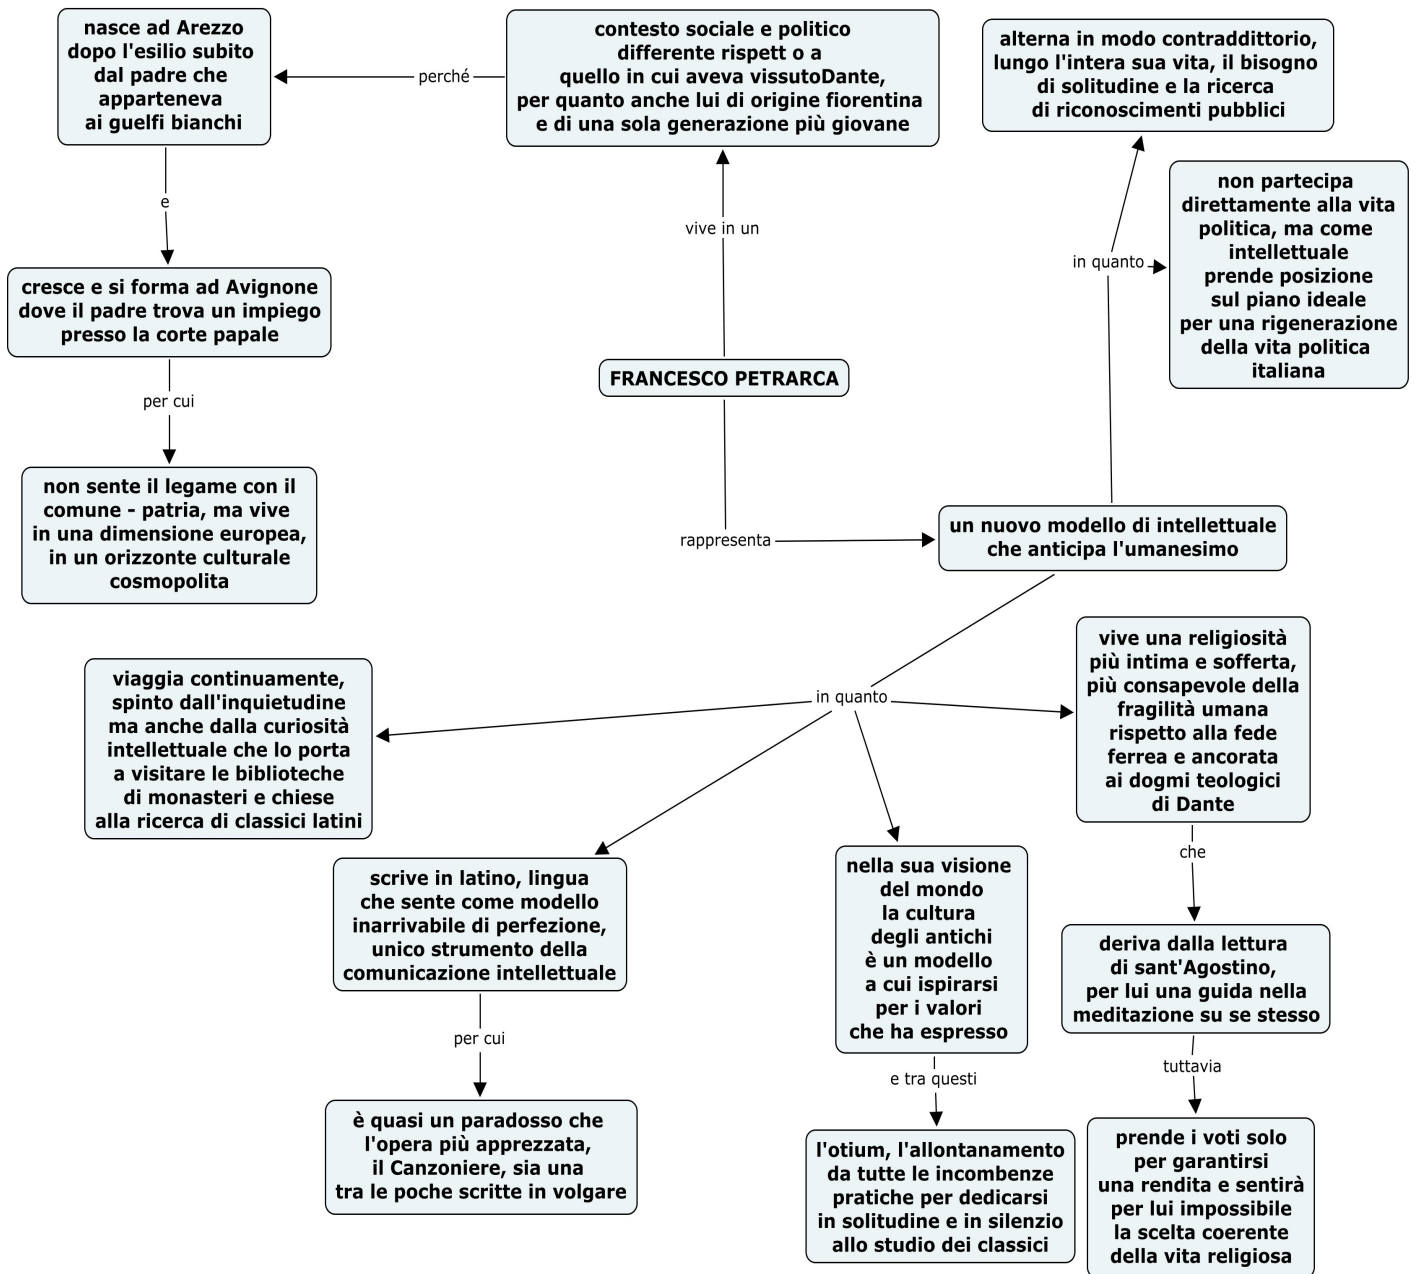 nasce ad Arezzo
dopo l'esilio subito
dal padre che
apparteneva
ai guelfi bianchi
perché
contesto sociale e politico
differente rispett o a
quello in cui aveva vissutoDante,
per quanto anche lui di origine fiorentina
e di una sola generazione più giovane
alterna in modo contraddittorio,
lungo l'intera sua vita, il bisogno
di solitudine e la ricerca
di riconoscimenti pubblici
e
vive in un
in quanto
non partecipa
direttamente alla vita
politica, ma come
intellettuale
prende posizione
sul piano ideale
per una rigenerazione
della vita politica
italiana
cresce e si forma ad Avignone
dove il padre trova un impiego
presso la corte papale
FRANCESCO PETRARCA
per cui
non sente il legame con il
comune - patria, ma vive
in una dimensione europea,
in un orizzonte culturale
cosmopolita
rappresenta
un nuovo modello di intellettuale
che anticipa l'umanesimo
in quanto
viaggia continuamente,
spinto dall'inquietudine
ma anche dalla curiosità
intellettuale che lo porta
a visitare le biblioteche
di monasteri e chiese
alla ricerca di classici latini
vive una religiosità
più intima e sofferta,
più consapevole della
fragilità umana
rispetto alla fede
ferrea e ancorata
ai dogmi teologici
di Dante
scrive in latino, lingua
che sente come modello
inarrivabile di perfezione,
unico strumento della
comunicazione intellettuale
nella sua visione
del mondo
la cultura
degli antichi
è un modello
a cui ispirarsi
per i valori
che ha espresso
che
deriva dalla lettura
di sant'Agostino,
per lui una guida nella
meditazione su se stesso
per cui
e tra questi
tuttavia
è quasi un paradosso che
l'opera più apprezzata,
il Canzoniere, sia una
tra le poche scritte in volgare
l'otium, l'allontanamento
da tutte le incombenze
pratiche per dedicarsi
in solitudine e in silenzio
allo studio dei classici
prende i voti solo
per garantirsi
una rendita e sentirà
per lui impossibile
la scelta coerente
della vita religiosa